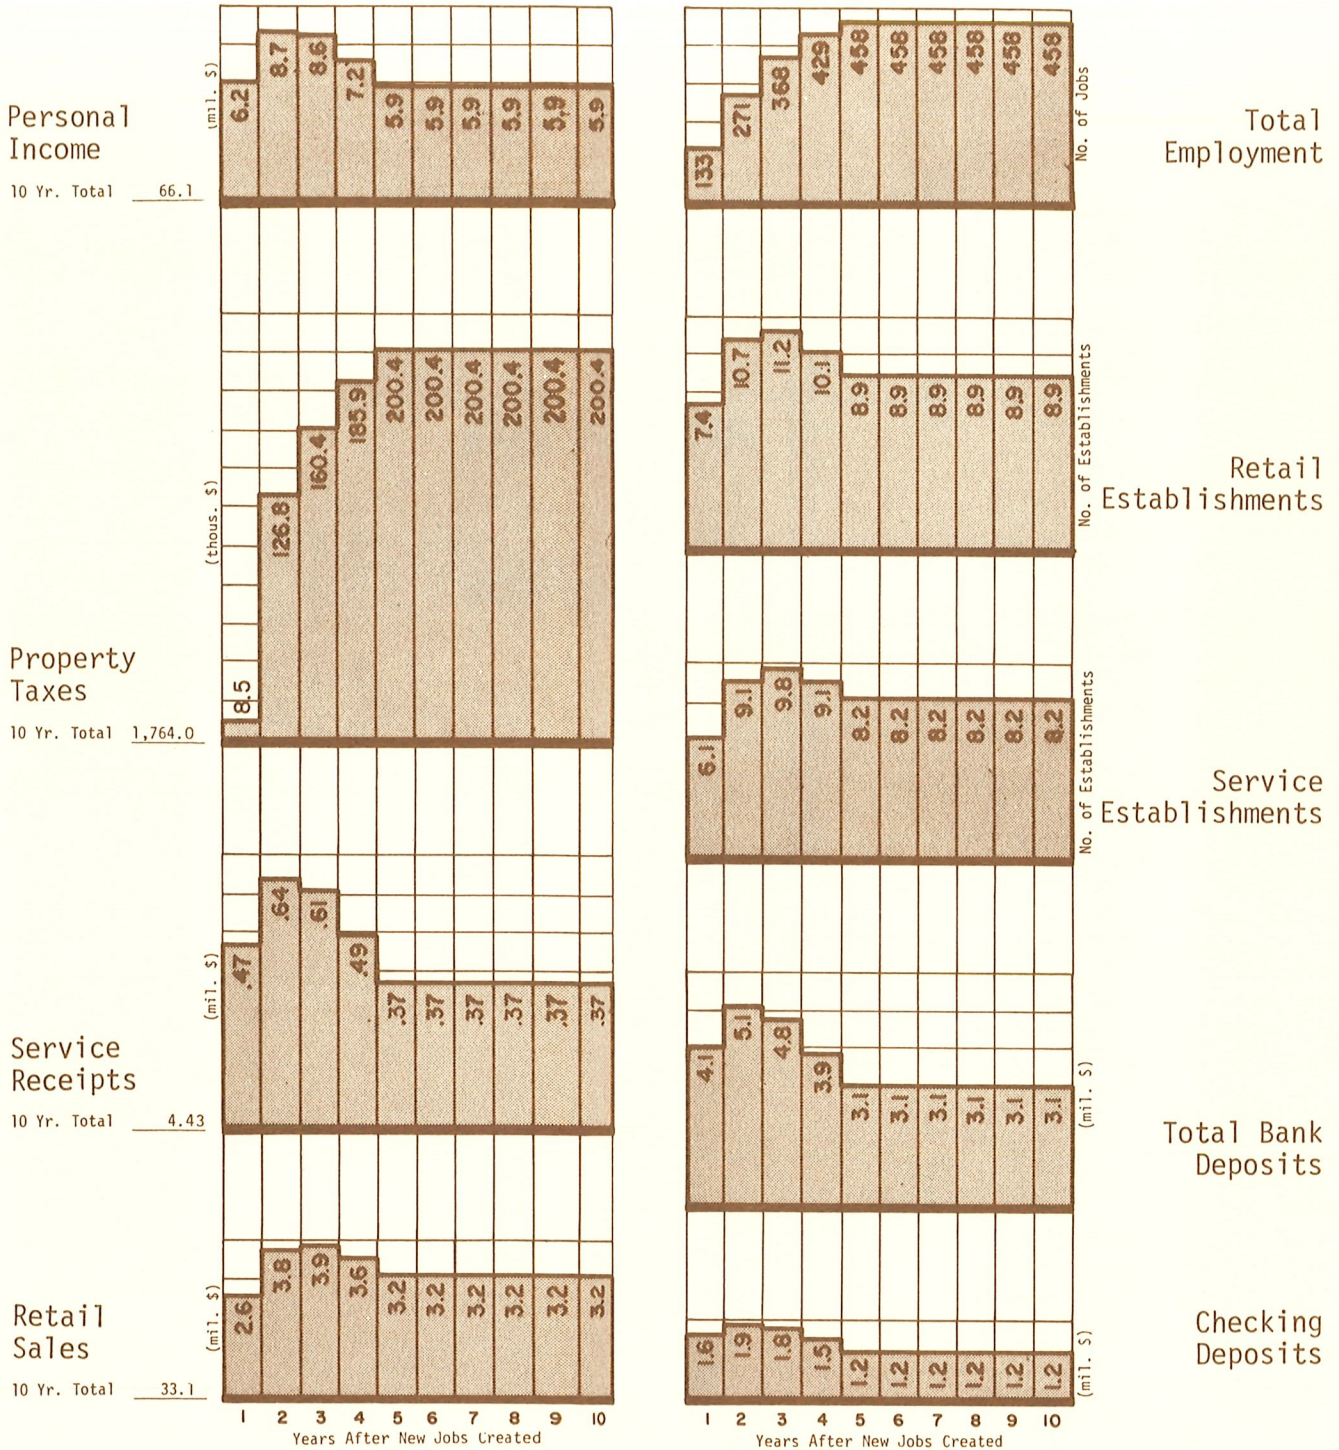 Personal
Income
10 Yr. Total 66.1
(mil. $)
6.2 8.7 8.6 7.2 5.9 5.9 5.9 5.9 5.9 5.9
Property
Taxes
10 Yr. Total 1,764.0
(thous. $)
8.5 126.8 160.4 185.9 200.4 200.4 200.4 200.4 200.4 200.4
Service
Receipts
10 Yr. Total 4.43
(mil. $)
.47 .64 .61 .49 .37 .37 .37 .37 .37 .37
Retail
Sales
10 Yr. Total 33.1
(mil. $)
2.6 3.8 3.9 3.6 3.2 3.2 3.2 3.2 3.2 3.2
1 2 3 4 5 6 7 8 9 10
Years After New Jobs Created
133 271 368 429 458 458 458 458 458 458
No. of Jobs
Total
Employment
7.4 10.7 11.2 10.1 8.9 8.9 8.9 8.9 8.9 8.9
No. of Establishments
Retail
Establishments
6.1 9.1 9.8 9.1 8.2 8.2 8.2 8.2 8.2 8.2
No. of Establishments
Service
Establishments
4.1 5.1 4.8 3.9 3.1 3.1 3.1 3.1 3.1 3.1
(mil. $)
Total Bank
Deposits
1.6 1.9 1.8 1.5 1.2 1.2 1.2 1.2 1.2 1.2
(mil. $)
Checking
Deposits
1 2 3 4 5 6 7 8 9 10
Years After New Jobs Created